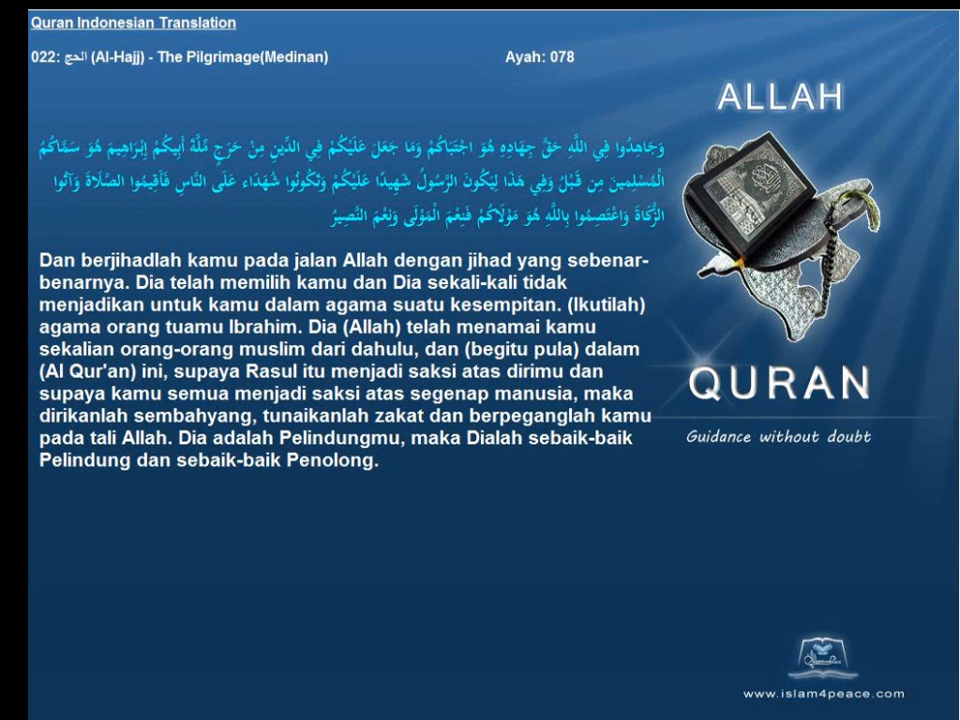 Quran Indonesian Translation
022: الحج (Al-Hajj) - The Pilgrimage(Medinan) Ayah: 078
ALLAH
وَجَاهِدُوا فِي اللَّهِ حَقَّ جِهَادِهِ هُوَ اجْتَبَاكُمْ وَمَا جَعَلَ عَلَيْكُمْ فِي الدِّينِ مِنْ حَرَجٍ مِّلَّةَ أَبِيكُمْ إِبْرَاهِيمَ هُوَ سَمَّاكُمُ
الْمُسْلِمِينَ مِن قَبْلُ وَفِي هَذَا لِيَكُونَ الرَّسُولُ شَهِيدًا عَلَيْكُمْ وَتَكُونُوا شُهَدَاء عَلَى النَّاسِ فَأَقِيمُوا الصَّلَاةَ وَآتُوا
الزَّكَاةَ وَاعْتَصِمُوا بِاللَّهِ هُوَ مَوْلَاكُمْ فَنِعْمَ الْمَوْلَى وَنِعْمَ النَّصِيرُ
Dan berjihadlah kamu pada jalan Allah dengan jihad yang sebenar-
benarnya. Dia telah memilih kamu dan Dia sekali-kali tidak
menjadikan untuk kamu dalam agama suatu kesempitan. (Ikutilah)
agama orang tuamu Ibrahim. Dia (Allah) telah menamai kamu
sekalian orang-orang muslim dari dahulu, dan (begitu pula) dalam
(Al Qur'an) ini, supaya Rasul itu menjadi saksi atas dirimu dan
supaya kamu semua menjadi saksi atas segenap manusia, maka
dirikanlah sembahyang, tunaikanlah zakat dan berpeganglah kamu
pada tali Allah. Dia adalah Pelindungmu, maka Dialah sebaik-baik
Pelindung dan sebaik-baik Penolong.
QURAN
Guidance without doubt
www.islam4peace.com